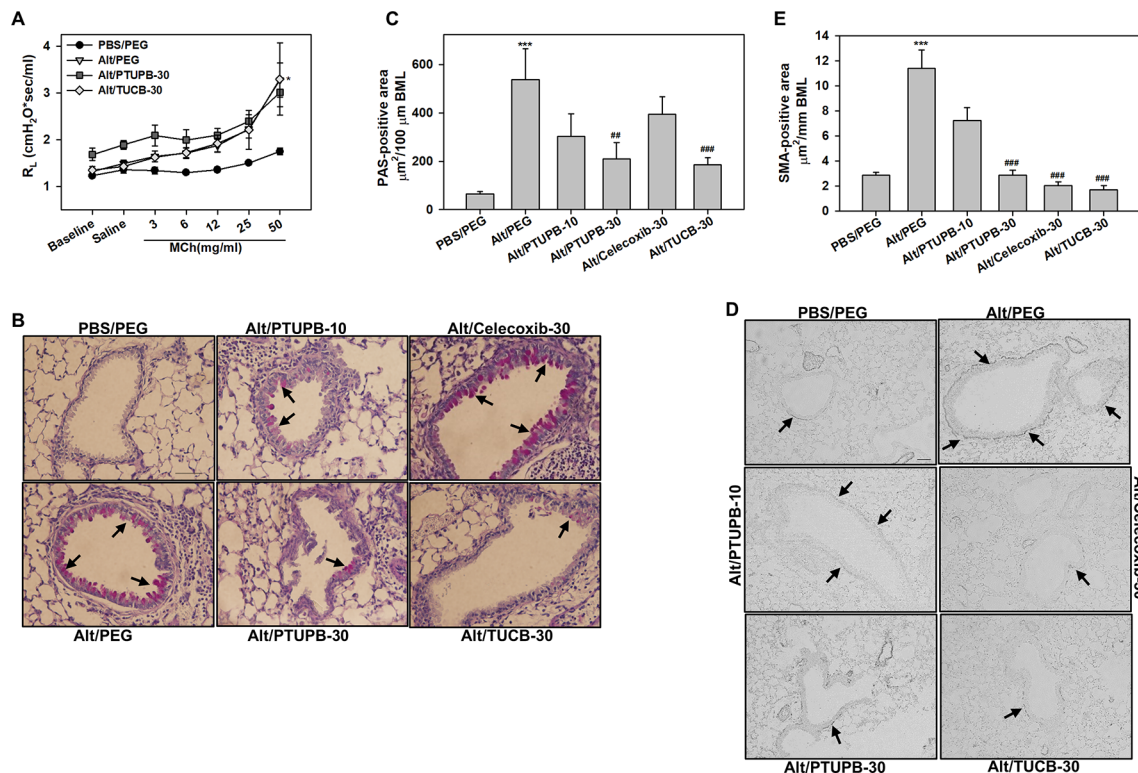 A
R_L (cmH₂O*sec/ml)
4
3
2
1
PBS/PEG
Alt/PEG
Alt/PTUPB-30
Alt/TUCB-30
*
Baseline
Saline
3
6
12
25
50
MCh(mg/ml)
C
PAS-positive area
μm²/100 μm BML
600
400
200
0
***
##
###
PBS/PEG
Alt/PEG
Alt/PTUPB-10
Alt/PTUPB-30
Alt/Celecoxib-30
Alt/TUCB-30
E
SMA-positive area
μm²/mm BML
14
12
10
8
6
4
2
0
***
###
###
###
PBS/PEG
Alt/PEG
Alt/PTUPB-10
Alt/PTUPB-30
Alt/Celecoxib-30
Alt/TUCB-30
B
PBS/PEG
Alt/PTUPB-10
Alt/Celecoxib-30
Alt/PEG
Alt/PTUPB-30
Alt/TUCB-30
D
PBS/PEG
Alt/PEG
Alt/PTUPB-10
Alt/Celecoxib-30
Alt/PTUPB-30
Alt/TUCB-30